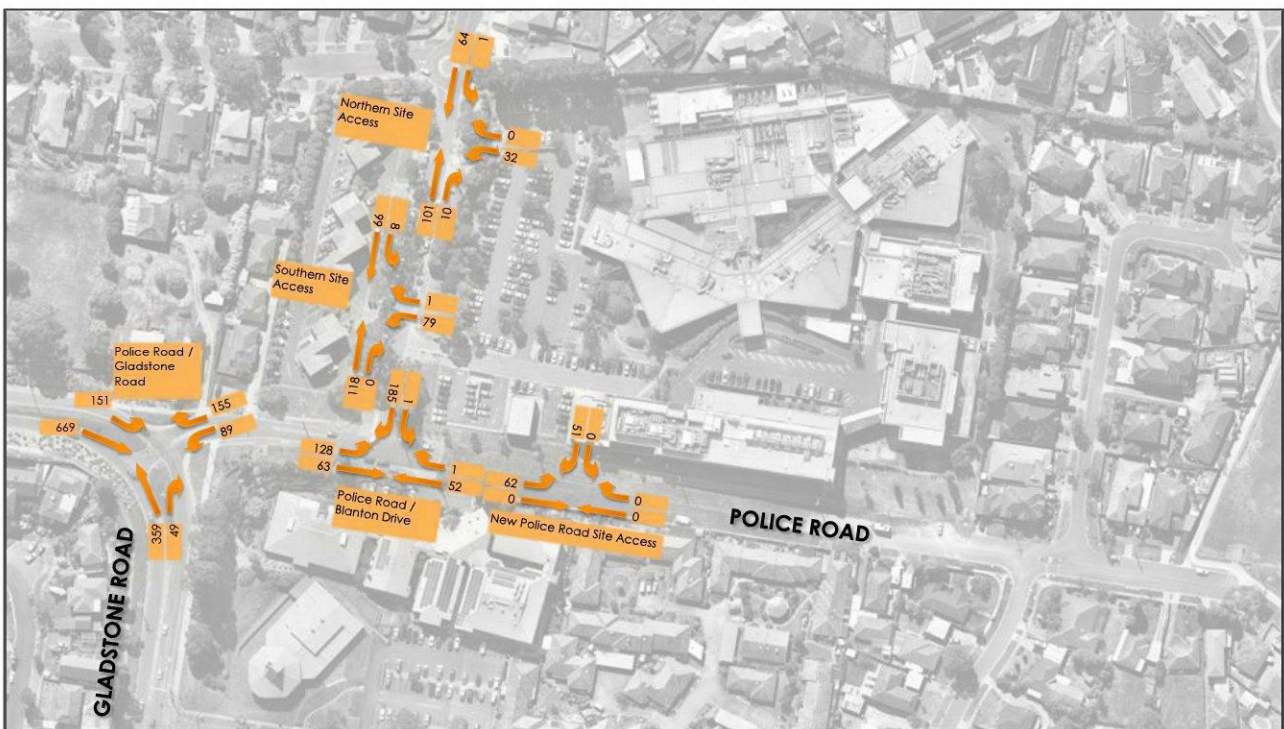 64
1
Northern Site
Access
0
32
101
10
99
8
Southern Site
Access
1
79
118
0
Police Road /
Gladstone
Road
151
669
155
89
359
49
185
1
128
63
1
52
Police Road /
Blanton Drive
51
0
62
0
0
0
New Police Road Site Access
POLICE ROAD
GLADSTONE ROAD